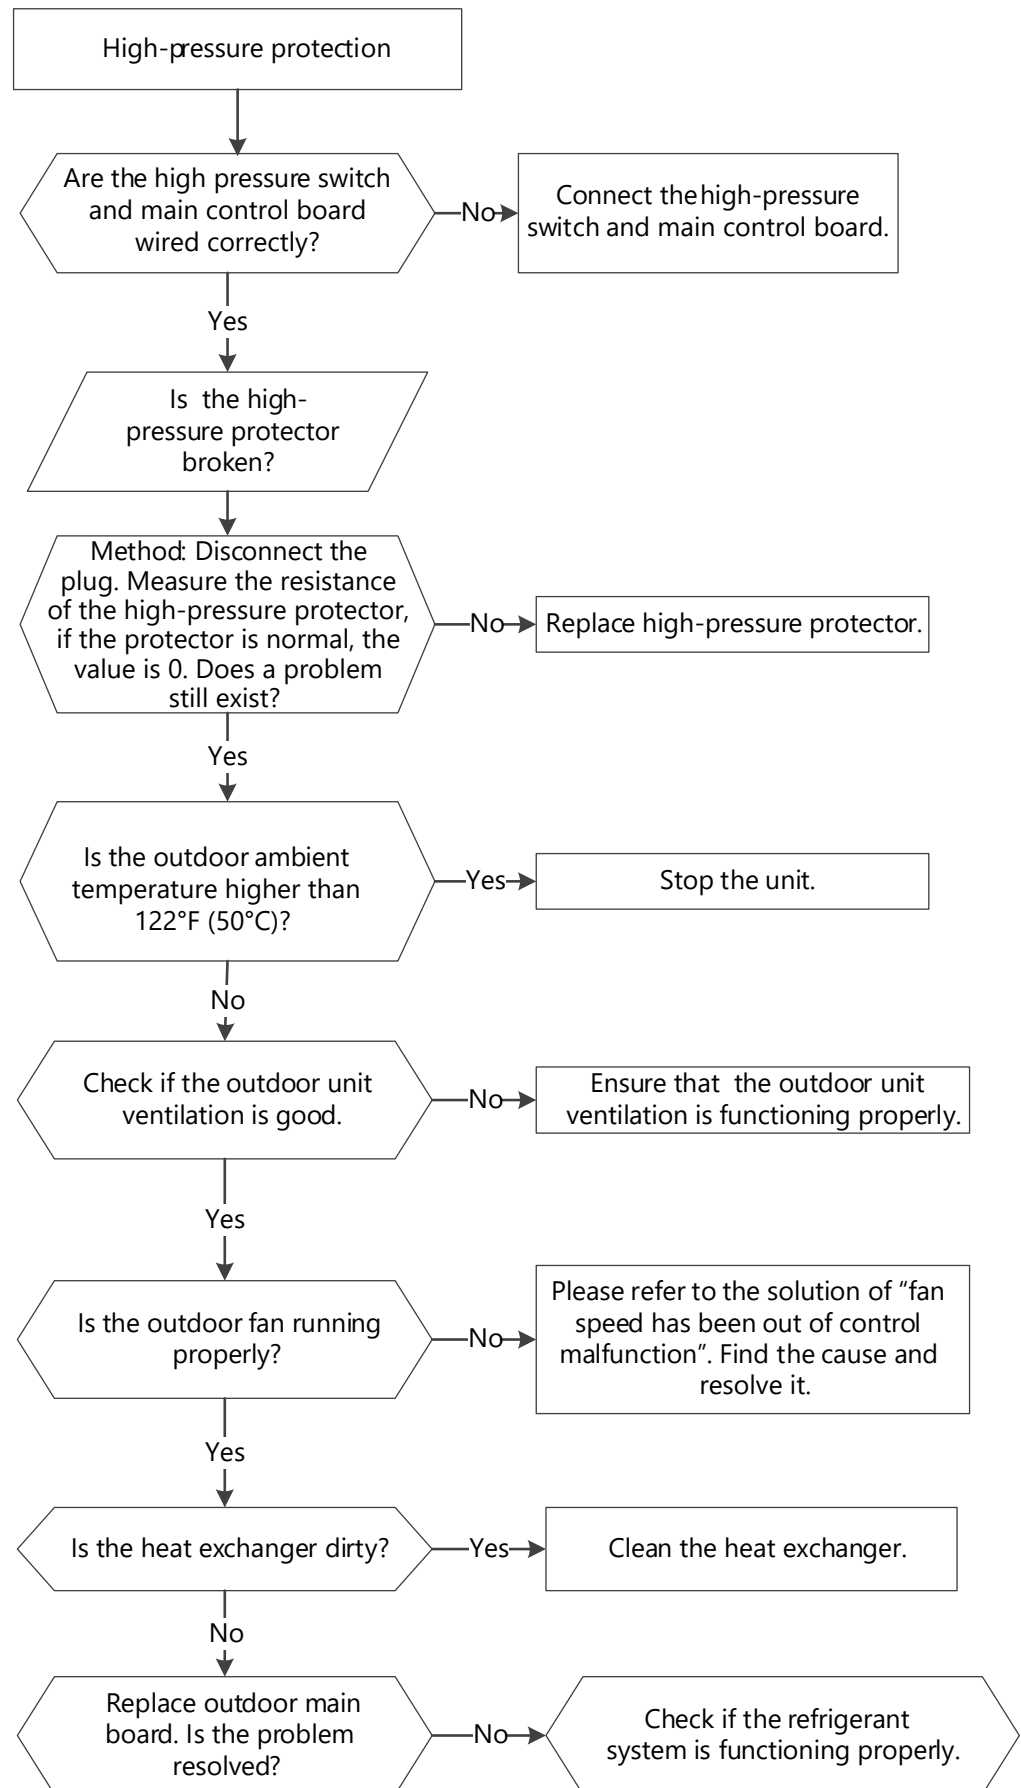 High-pressure protection
Are the high pressure switch
and main control board
wired correctly?
No
Connect the high-pressure
switch and main control board.
Yes
Is the high-
pressure protector
broken?
Method: Disconnect the
plug. Measure the resistance
of the high-pressure protector,
if the protector is normal, the
value is 0. Does a problem
still exist?
No
Replace high-pressure protector.
Yes
Is the outdoor ambient
temperature higher than
122°F (50°C)?
Yes
Stop the unit.
No
Check if the outdoor unit
ventilation is good.
No
Ensure that the outdoor unit
ventilation is functioning properly.
Yes
Is the outdoor fan running
properly?
No
Please refer to the solution of “fan
speed has been out of control
malfunction”. Find the cause and
resolve it.
Yes
Is the heat exchanger dirty?
Yes
Clean the heat exchanger.
No
Replace outdoor main
board. Is the problem
resolved?
No
Check if the refrigerant
system is functioning properly.